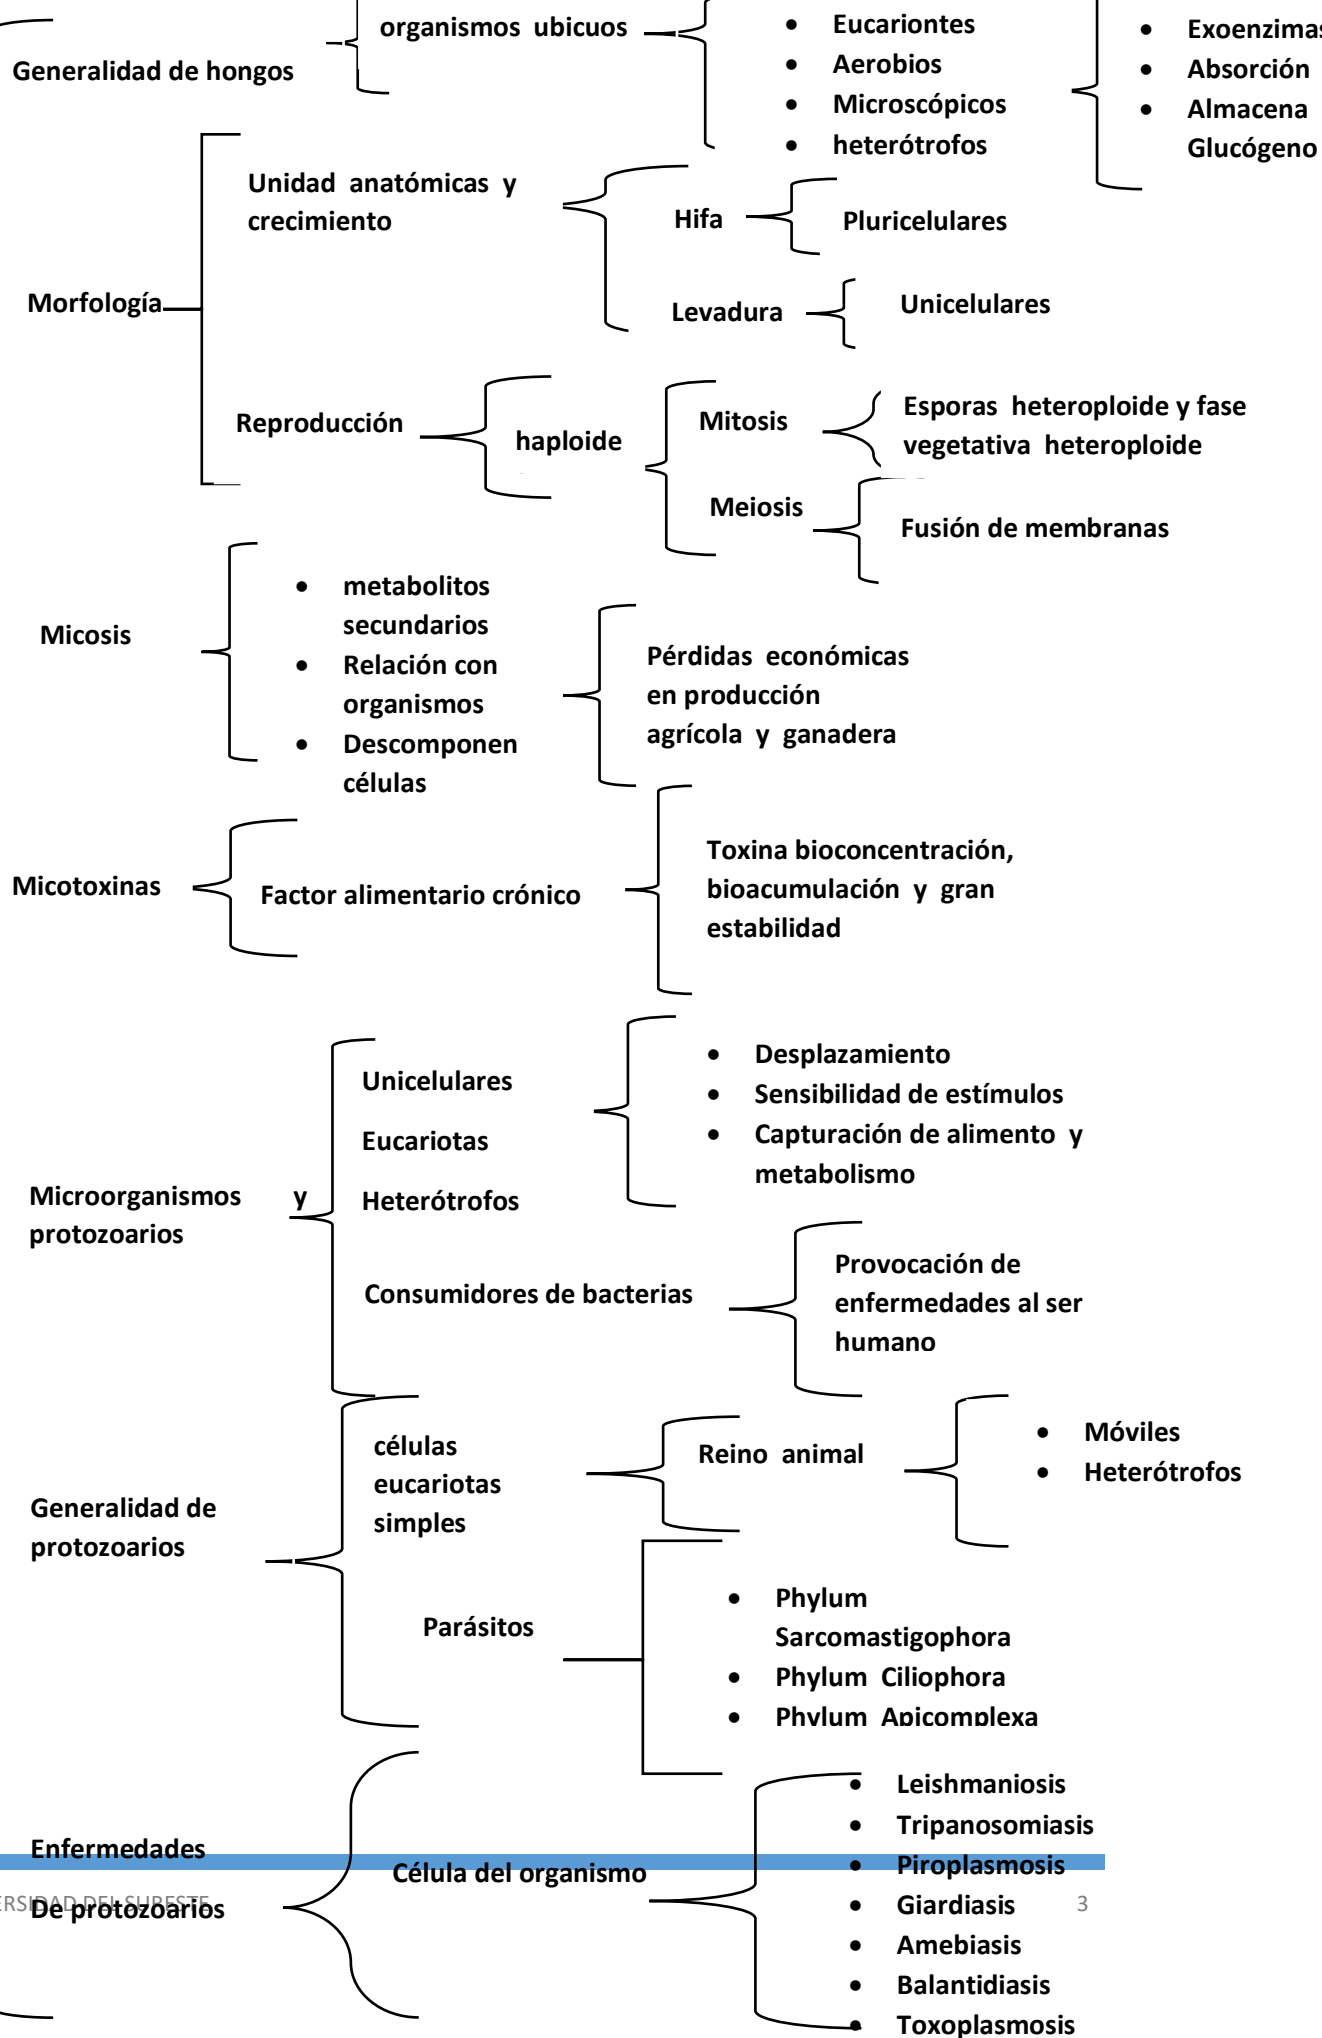 organismos ubicuos
Generalidad de hongos
• Eucariontes
• Aerobios
• Microscópicos
• heterótrofos
• Exoenzimas
• Absorción
• Almacena
Glucógeno
Morfología
Unidad anatómicas y
crecimiento
Hifa
Pluricelulares
Levadura
Unicelulares
Reproducción
haploide
Mitosis
Esporas heteroploide y fase
vegetativa heteroploide
Meiosis
Fusión de membranas
Micosis
• metabolitos
secundarios
• Relación con
organismos
• Descomponen
células
Pérdidas económicas
en producción
agrícola y ganadera
Micotoxinas
Factor alimentario crónico
Toxina bioconcentración,
bioacumulación y gran
estabilidad
Microorganismos y
protozoarios
Unicelulares
Eucariotas
Heterótrofos
• Desplazamiento
• Sensibilidad de estímulos
• Capturación de alimento y
metabolismo
Consumidores de bacterias
Provocación de
enfermedades al ser
humano
Generalidad de
protozoarios
células
eucariotas
simples
Reino animal
• Móviles
• Heterótrofos
Parásitos
• Phylum
Sarcomastigophora
• Phylum Ciliophora
• Phylum Apicomplexa
Enfermedades
De protozoarios
Célula del organismo
• Leishmaniosis
• Tripanosomiasis
• Piroplasmosis
• Giardiasis
• Amebiasis
• Balantidiasis
• Toxoplasmosis
ERSIDAD DEL SURESTE
3